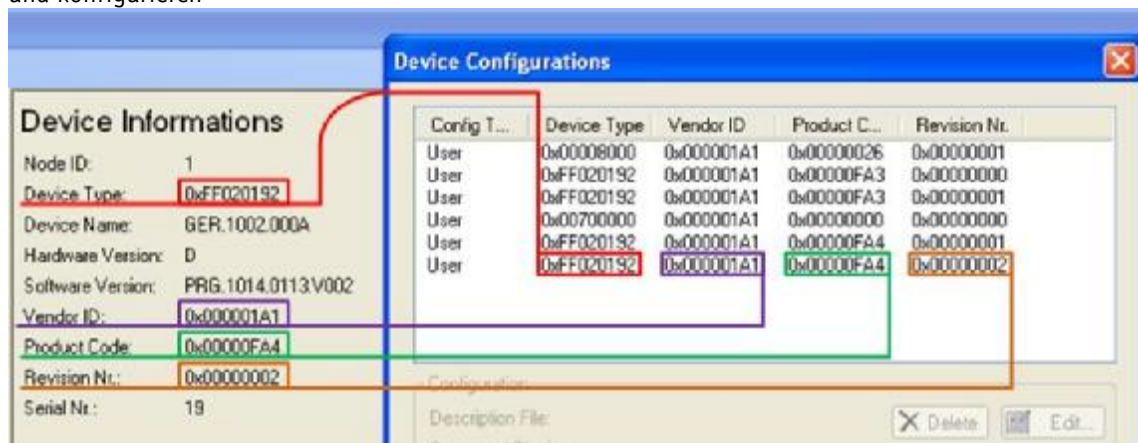 und konfigurieren
Device Configurations
Device Informations
Node ID: 1
Device Type: 0xFF020192
Device Name: GER.1002.000A
Hardware Version: D
Software Version: PRG.1014.0113.V002
Vendor ID: 0x000001A1
Product Code: 0x00000FA4
Revision Nr.: 0x00000002
Serial Nr.: 19
Config T... Device Type Vendor ID Product C... Revision Nr.
User 0x00008000 0x000001A1 0x00000026 0x00000001
User 0xFF020192 0x000001A1 0x00000FA3 0x00000000
User 0xFF020192 0x000001A1 0x00000FA3 0x00000001
User 0x00700000 0x000001A1 0x00000000 0x00000000
User 0xFF020192 0x000001A1 0x00000FA4 0x00000001
User 0xFF020192 0x000001A1 0x00000FA4 0x00000002
Configuration
Description File:
Delete Edit...